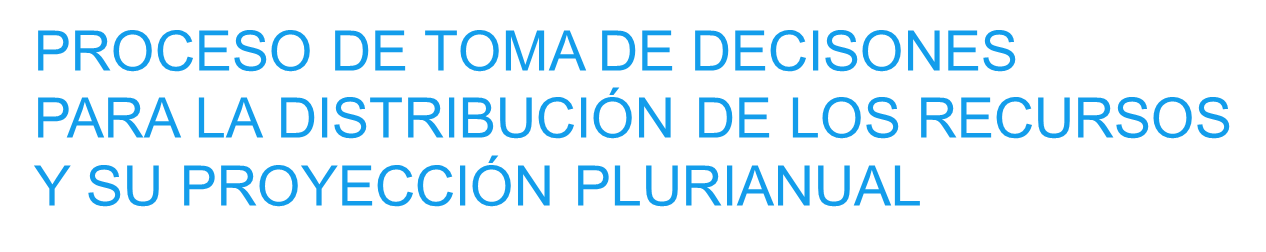 PROCESO DE TOMA DE DECISONES
PARA LA DISTRIBUCIÓN DE LOS RECURSOS
Y SU PROYECCIÓN PLURIANUAL